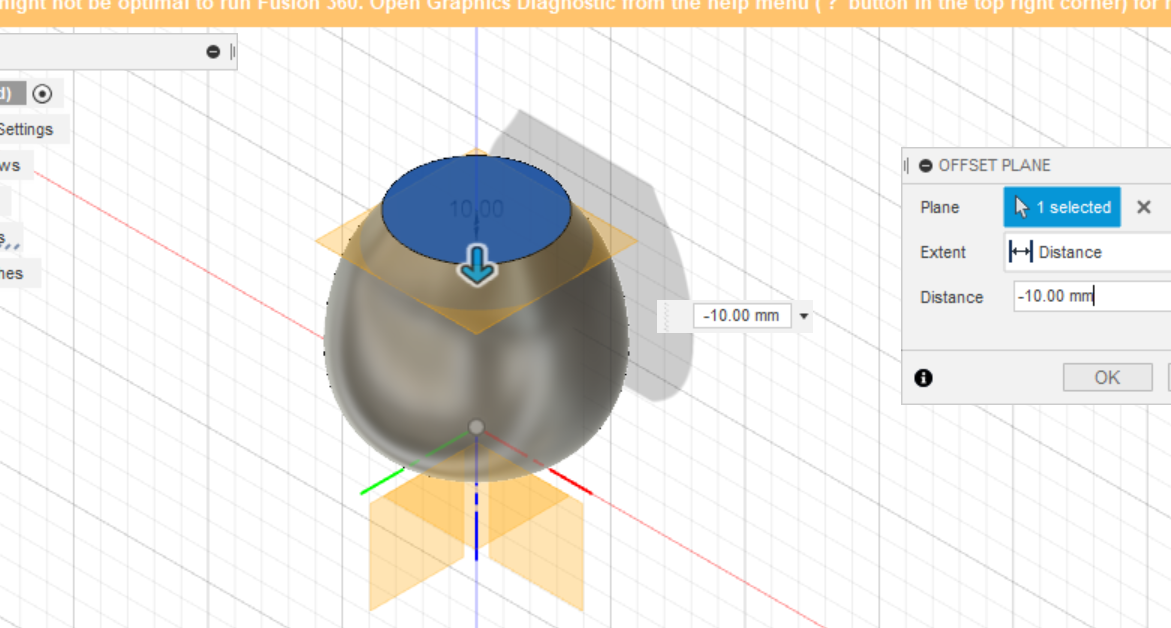 might not be optimal to run Fusion 360. Open Graphics Diagnostic from the help menu ( ? button in the top right corner) for
d)
Settings
ws
s
nes
10.00
-10.00 mm
OFFSET PLANE
Plane 1 selected
Extent Distance
Distance -10.00 mm
OK